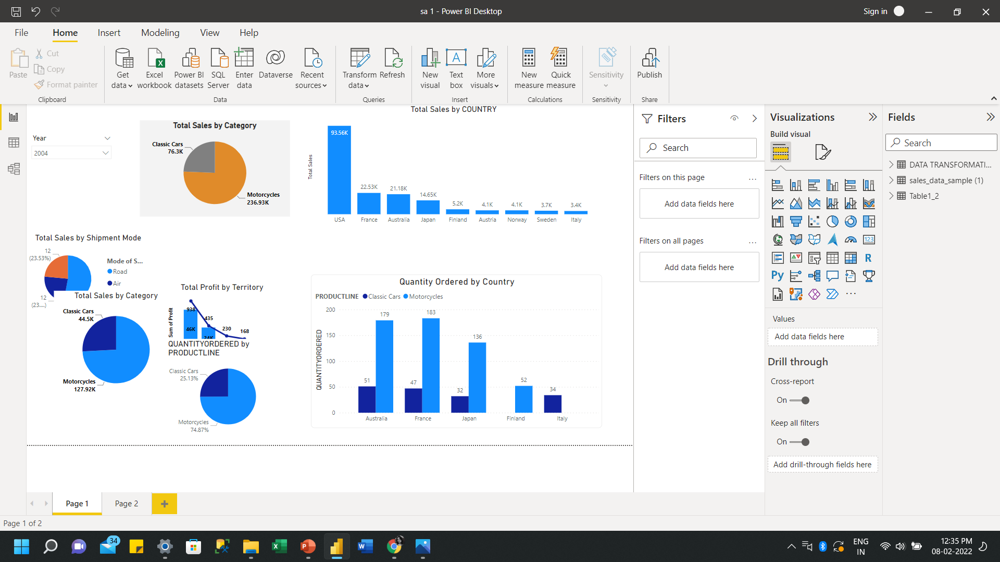 sa 1 - Power BI Desktop
Sign in
File Home Insert Modeling View Help
Paste
Cut
Copy
Format painter
Clipboard
Get data
Excel workbook
Power BI datasets
SQL Server
Enter data
Dataverse
Recent sources
Data
Transform data
Refresh
Queries
New visual
Text box
More visuals
Insert
New measure
Quick measure
Calculations
Sensitivity
Sensitivity
Publish
Share
Year
2004
Total Sales by Category
Classic Cars
76.3K
Motorcycles
236.93K
Total Sales by COUNTRY
Total Sales
93.56K
22.53K
21.18K
14.65K
5.2K
4.1K
4.1K
3.7K
3.4K
USA France Australia Japan Finland Austria Norway Sweden Italy
Total Sales by Shipment Mode
12
(23.53%)
12
(23....)
Mode of S...
Road
Air
Total Sales by Category
Classic Cars
44.5K
Motorcycles
127.92K
Total Profit by Territory
Sum of Profit
938
435
230
168
46K
24K
QUANTITYORDERED by
PRODUCTLINE
Classic Cars
25.13%
Motorcycles
74.87%
Quantity Ordered by Country
PRODUCTLINE Classic Cars Motorcycles
QUANTITYORDERED
200
150
100
50
0
51
179
47
183
32
136
52
34
Australia France Japan Finland Italy
Filters
Search
Filters on this page ...
Add data fields here
Filters on all pages ...
Add data fields here
Visualizations
Build visual
123
R
Py
...
Values
Add data fields here
Drill through
Cross-report
On
Keep all filters
On
Add drill-through fields here
Fields
Search
DATA TRANSFORMATI...
sales_data_sample (1)
Table1_2
Page 1
Page 2
+
Page 1 of 2
34
ENG
IN
12:35 PM
08-02-2022